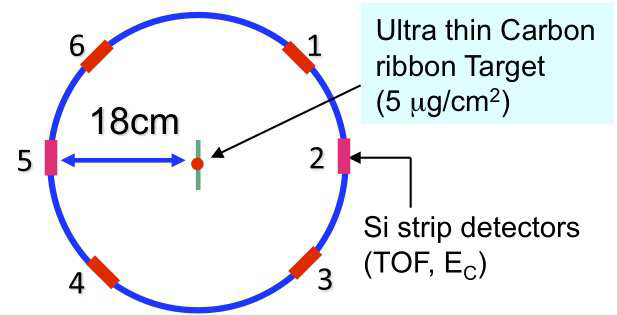 6
1
Ultra thin Carbon
ribbon Target
(5 μg/cm²)
18cm
5
2
Si strip detectors
(TOF, E_C)
4
3